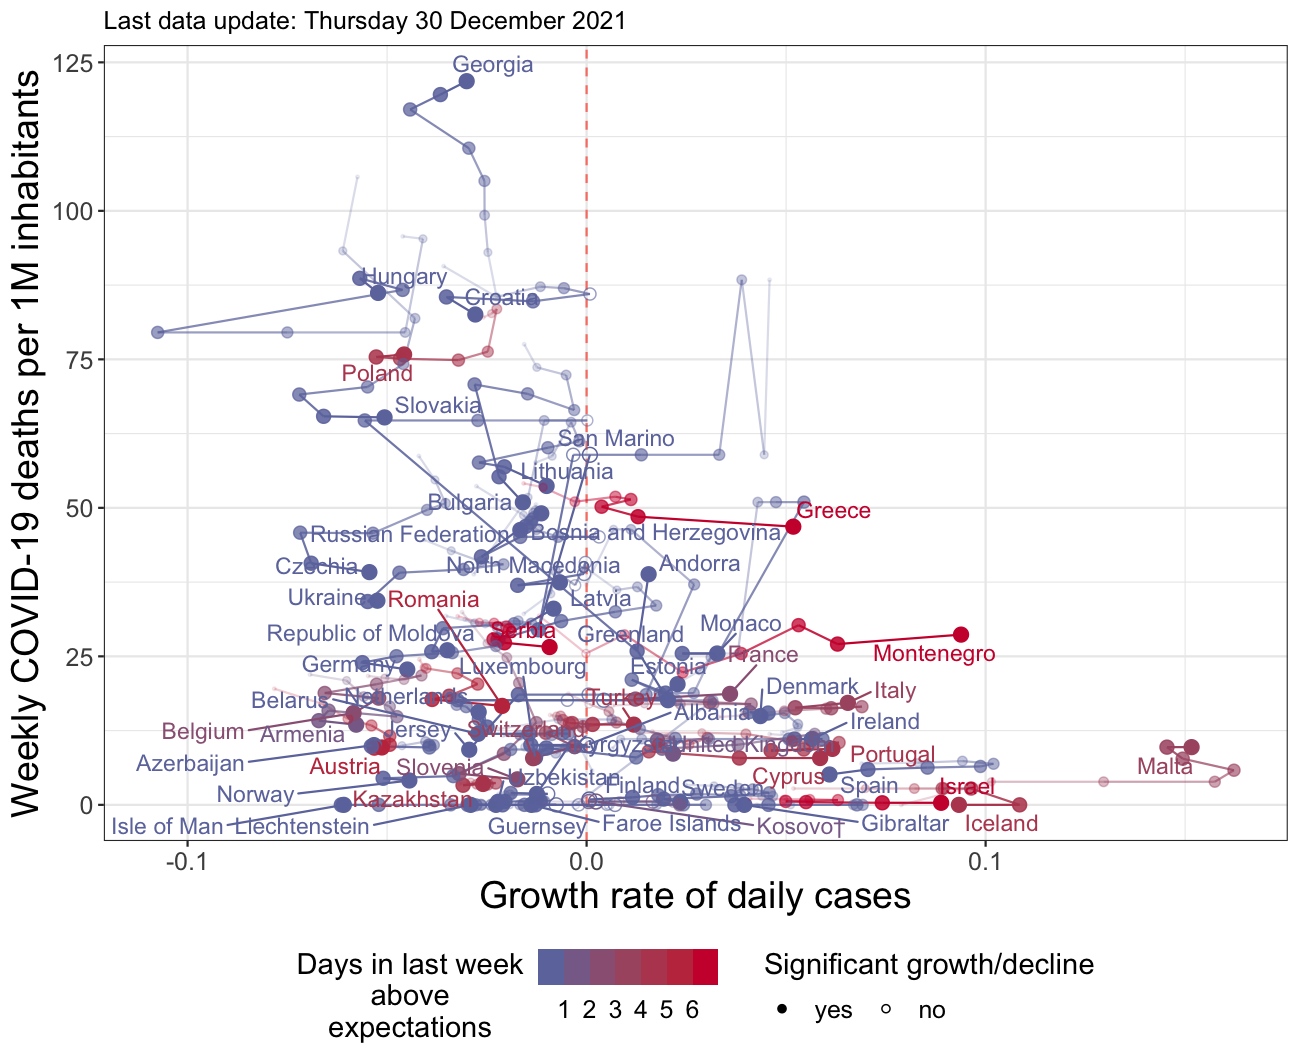 Last data update: Thursday 30 December 2021
Weekly COVID-19 deaths per 1M inhabitants
125
100
75
50
25
0
Georgia
Hungary
Croatia
Poland
Slovakia
San Marino
Lithuania
Bulgaria
Greece
Russian Federation
Bosnia and Herzegovina
Czechia
North Macedonia
Andorra
Ukraine
Romania
Latvia
Republic of Moldova
Serbia
Greenland
Monaco
Germany
Luxembourg
Estonia
France
Montenegro
Belarus
Netherlands
Turkey
Denmark
Italy
Belgium
Armenia
Jersey
Switzerland
Albania
Ireland
Kyrgyzstan
United Kingdom
Azerbaijan
Austria
Slovenia
Uzbekistan
Cyprus
Portugal
Malta
Norway
Kazakhstan
Finland
Sweden
Spain
Israel
Isle of Man
Liechtenstein
Guernsey
Faroe Islands
Kosovo†
Gibraltar
Iceland
-0.1
0.0
0.1
Growth rate of daily cases
Days in last week
above
expectations
1 2 3 4 5 6
Significant growth/decline
yes
no